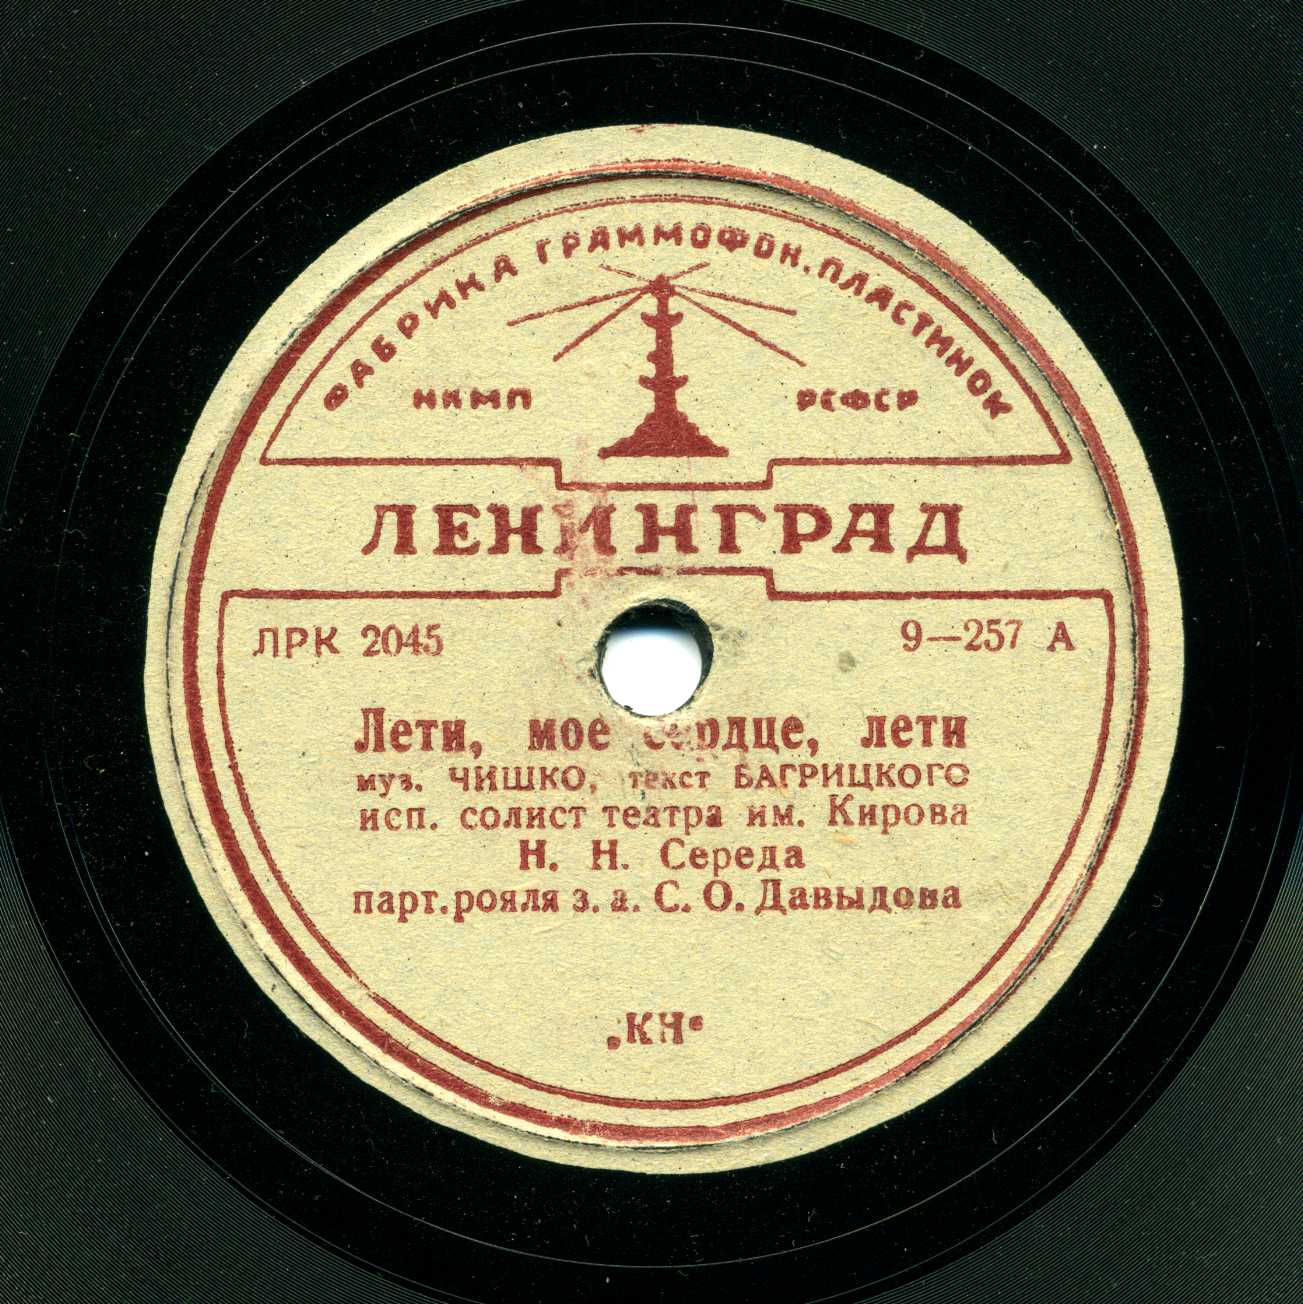 ФАБРИКА ГРАММОФОН. ПЛАСТИНОК
НКМП РСФСР
ЛЕНИНГРАД
ЛРК 2045 9—257 А
Лети, мое сердце, лети
муз. ЧИШКО, текст БАГРИЦКОГО
исп. солист театра им. Кирова
Н. Н. Середа
парт.рояля з. а. С. О. Давыдова
„КН“